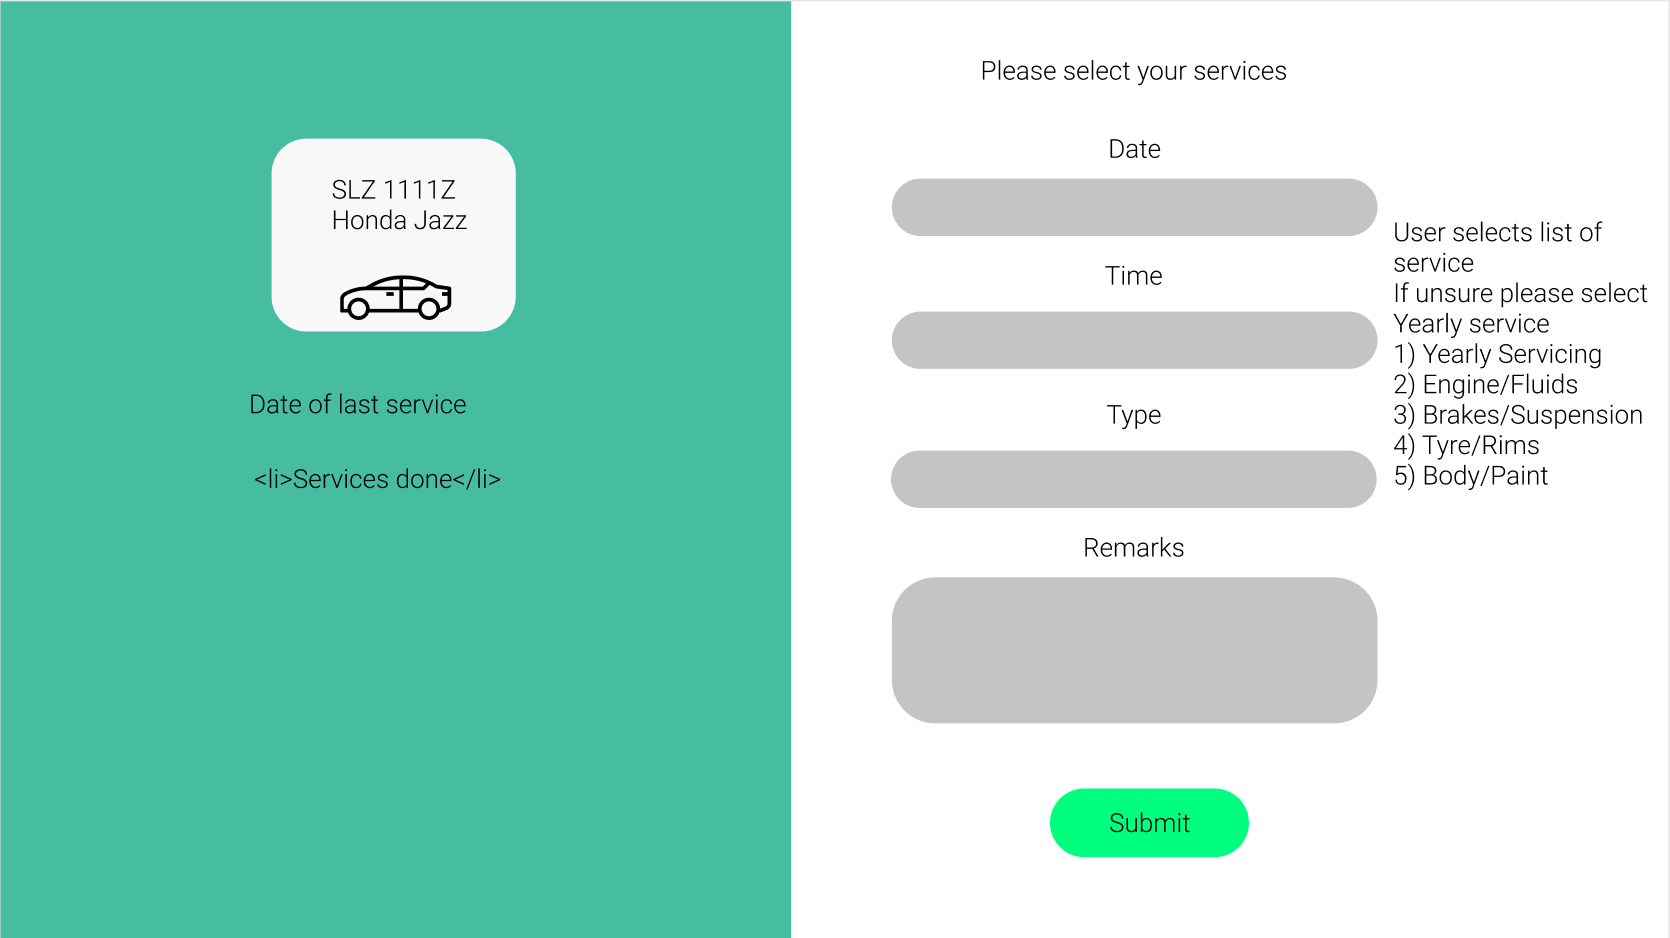 SLZ 1111Z
Honda Jazz
Date of last service
<li>Services done</li>
Please select your services
Date
Time
Type
Remarks
Submit
User selects list of
service
If unsure please select
Yearly service
1) Yearly Servicing
2) Engine/Fluids
3) Brakes/Suspension
4) Tyre/Rims
5) Body/Paint